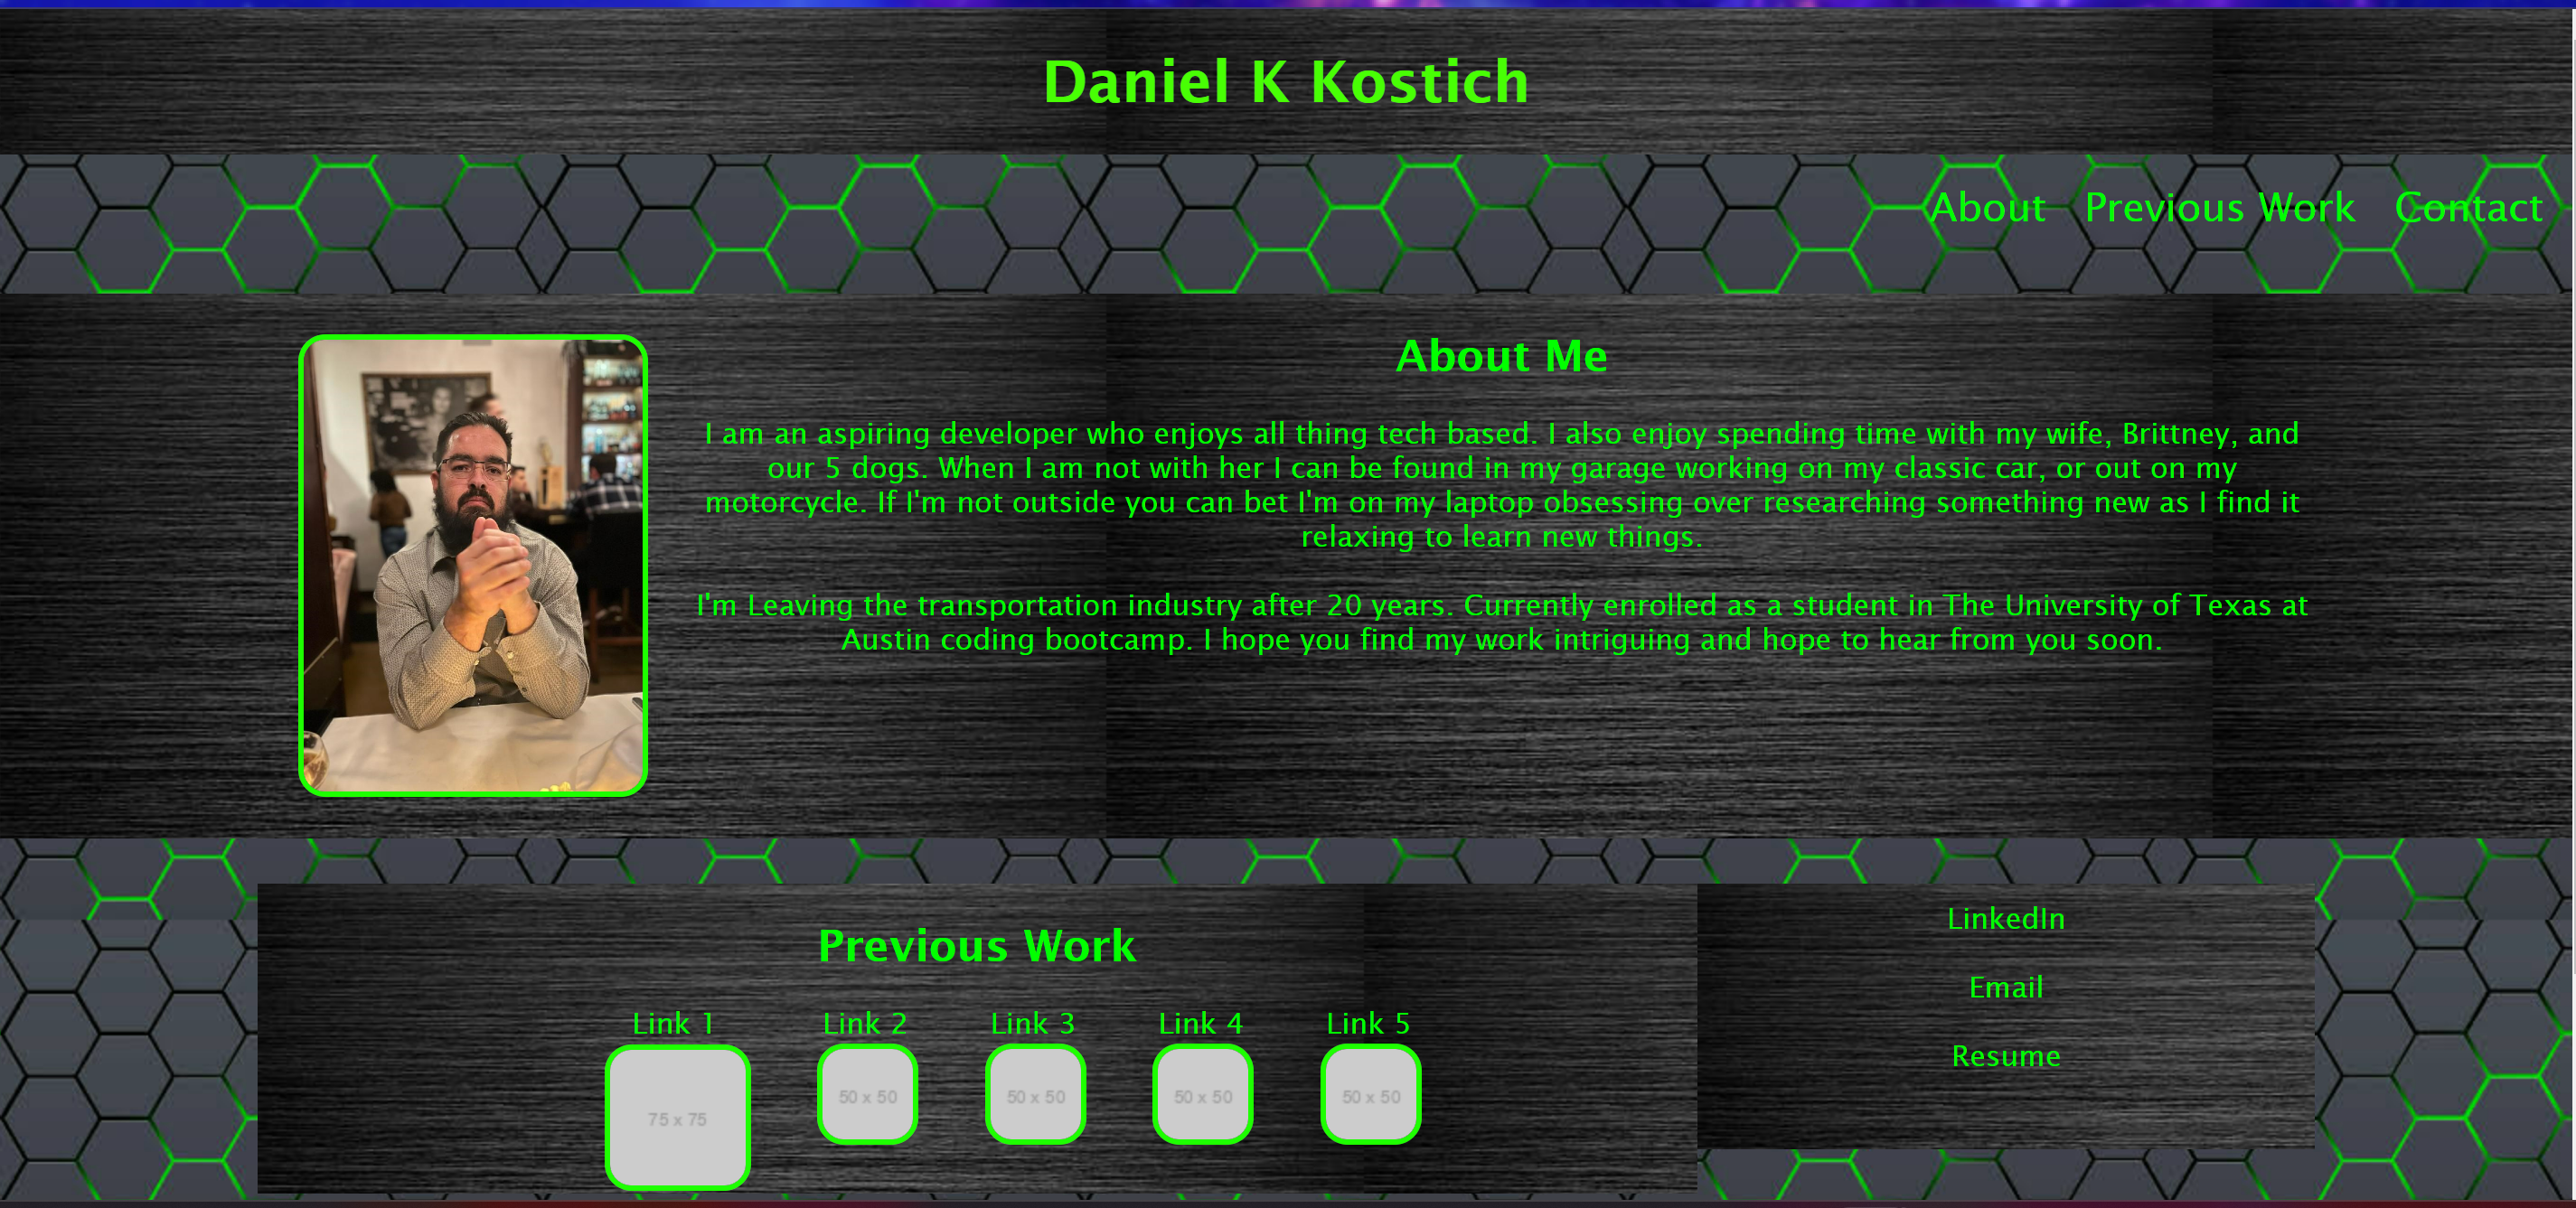 Daniel K Kostich
About Previous Work Contact
About Me
I am an aspiring developer who enjoys all thing tech based. I also enjoy spending time with my wife, Brittney, and
our 5 dogs. When I am not with her I can be found in my garage working on my classic car, or out on my
motorcycle. If I'm not outside you can bet I'm on my laptop obsessing over researching something new as I find it
relaxing to learn new things.
I'm Leaving the transportation industry after 20 years. Currently enrolled as a student in The University of Texas at
Austin coding bootcamp. I hope you find my work intriguing and hope to hear from you soon.
Previous Work
Link 1 Link 2 Link 3 Link 4 Link 5
75 x 75 50 x 50 50 x 50 50 x 50 50 x 50
LinkedIn
Email
Resume